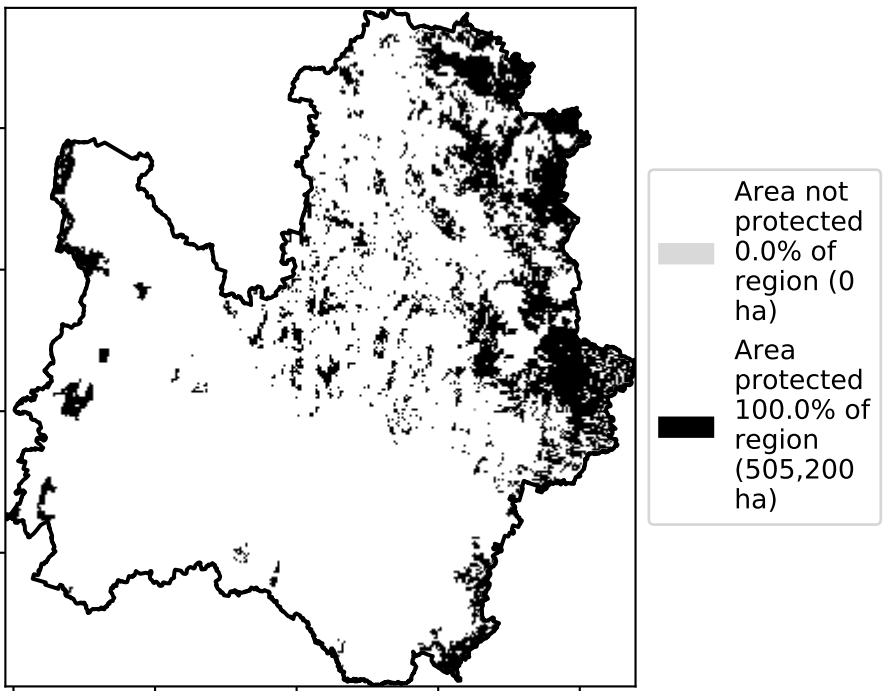 Area not
protected
0.0% of
region (0
ha)
Area
protected
100.0% of
region
(505,200
ha)